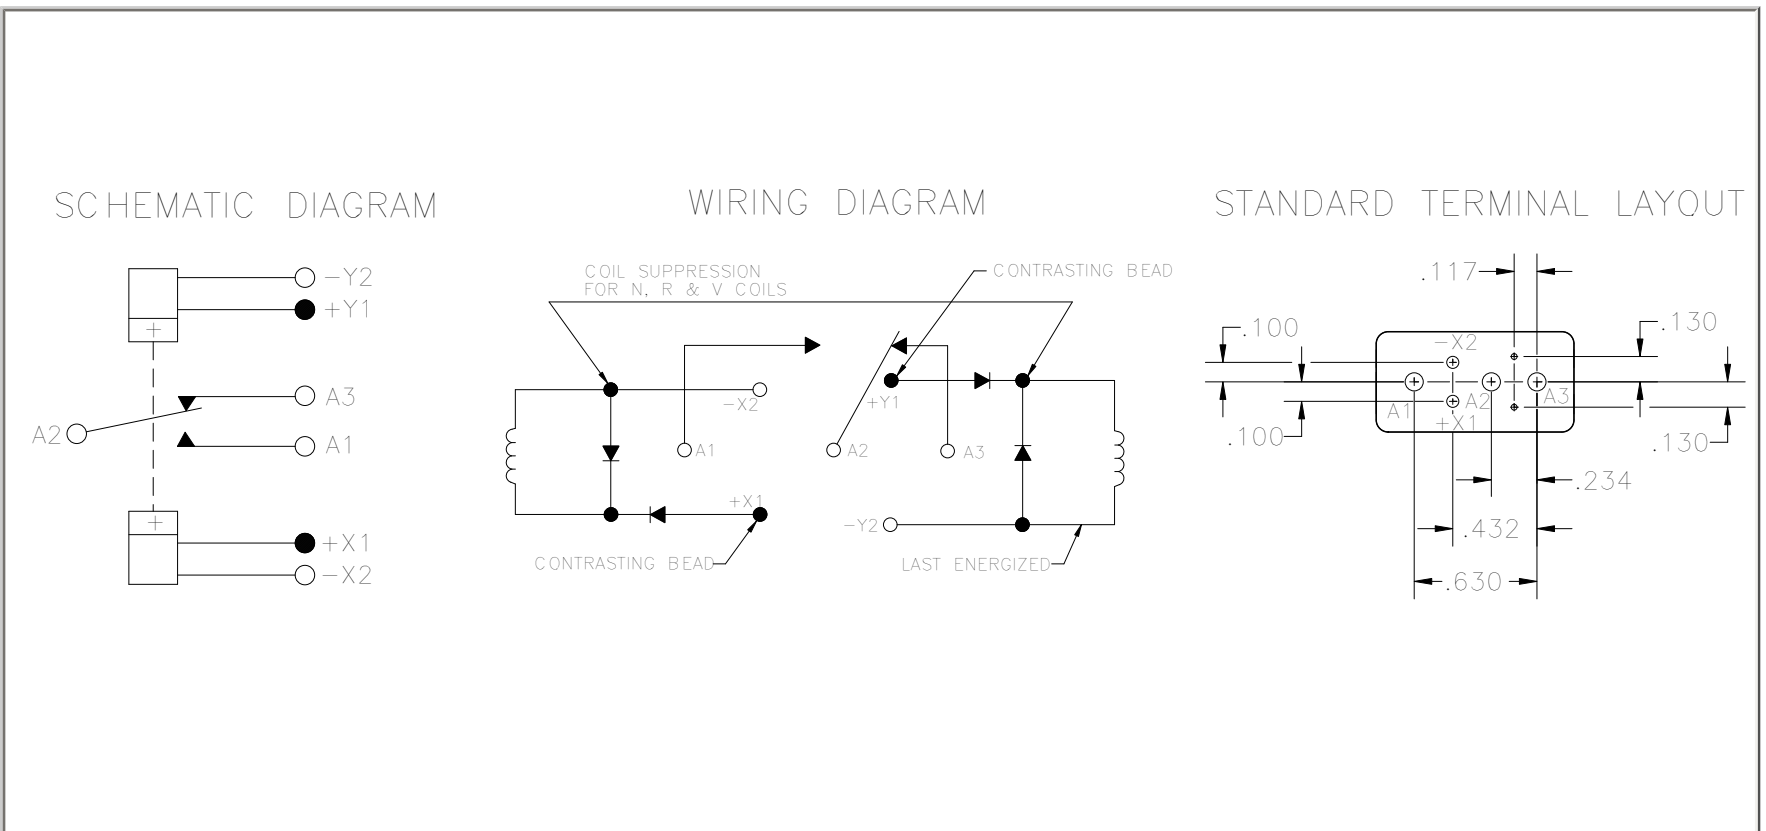 SCHEMATIC DIAGRAM
-Y2
+Y1
+
A3
A2
A1
+
+X1
-X2
WIRING DIAGRAM
COIL SUPPRESSION
FOR N, R & V COILS
CONTRASTING BEAD
-X2
+Y1
A1
A2
A3
+X1
-Y2
CONTRASTING BEAD
LAST ENERGIZED
STANDARD TERMINAL LAYOUT
.117
.100
.130
-X2
A1
A2
A3
+X1
.100
.130
.234
.432
.630